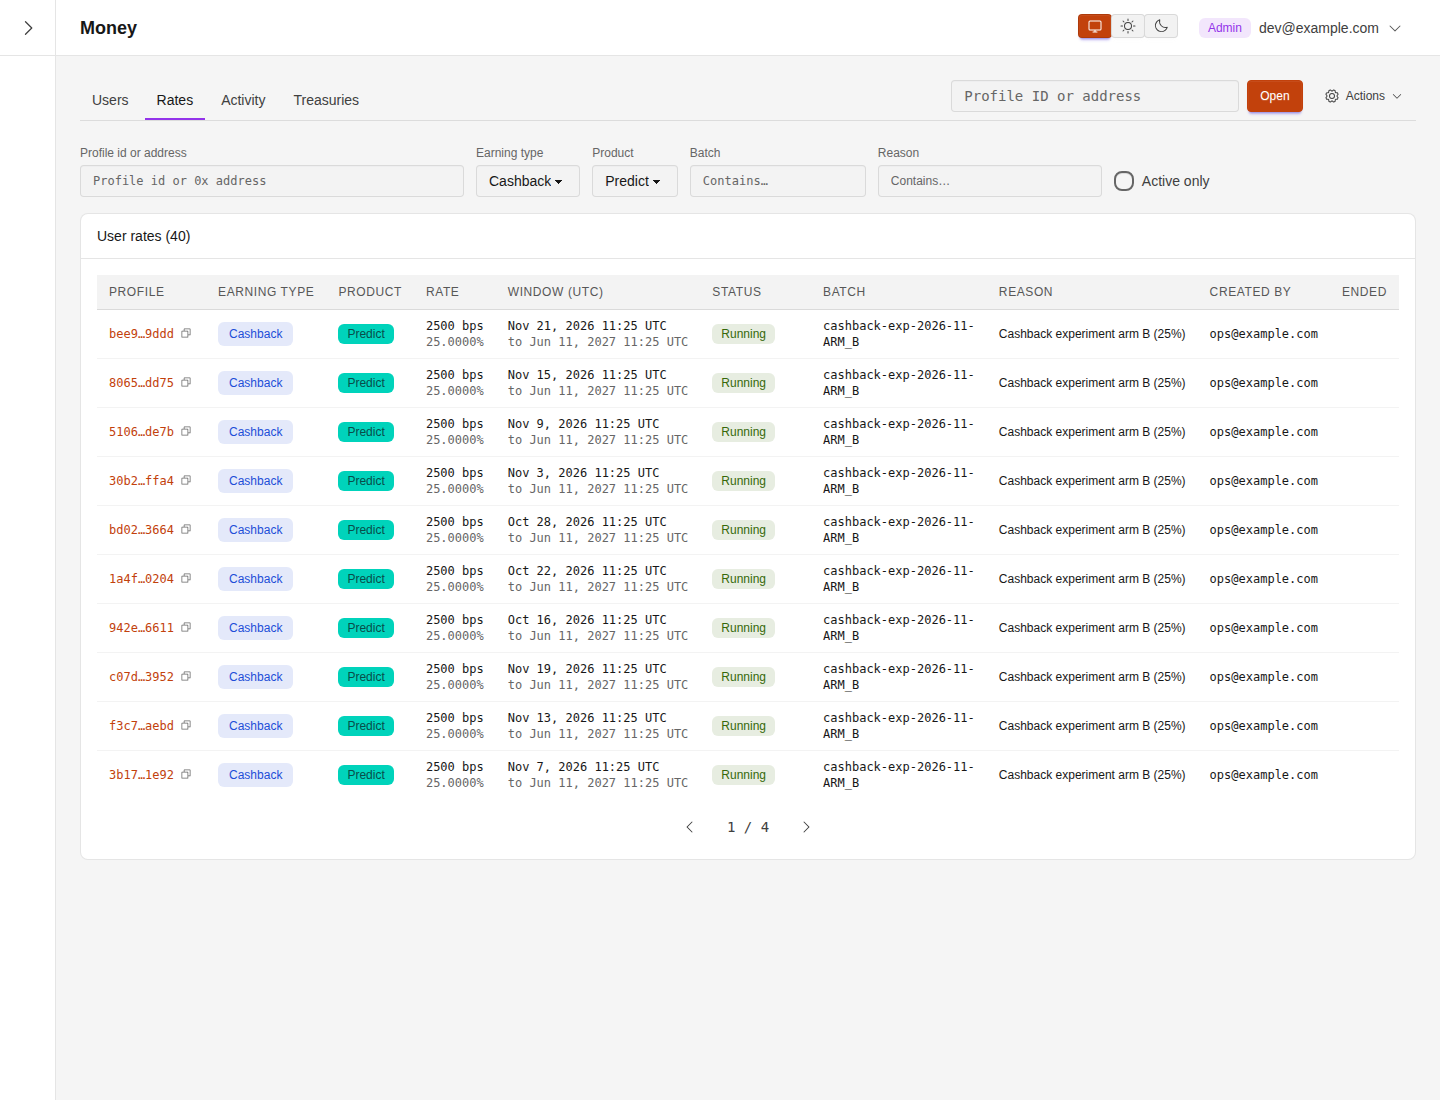 Money
Admin dev@example.com
Users Rates Activity Treasuries
Profile ID or address Open Actions
Profile id or address Earning type Product Batch Reason
Profile id or 0x address Cashback Predict Contains… Contains… Active only
User rates (40)
PROFILE EARNING TYPE PRODUCT RATE WINDOW (UTC) STATUS BATCH REASON CREATED BY ENDED
bee9…9ddd Cashback Predict 2500 bps Nov 21, 2026 11:25 UTC Running cashback-exp-2026-11- Cashback experiment arm B (25%) ops@example.com
25.0000% to Jun 11, 2027 11:25 UTC ARM_B
8065…dd75 Cashback Predict 2500 bps Nov 15, 2026 11:25 UTC Running cashback-exp-2026-11- Cashback experiment arm B (25%) ops@example.com
25.0000% to Jun 11, 2027 11:25 UTC ARM_B
5106…de7b Cashback Predict 2500 bps Nov 9, 2026 11:25 UTC Running cashback-exp-2026-11- Cashback experiment arm B (25%) ops@example.com
25.0000% to Jun 11, 2027 11:25 UTC ARM_B
30b2…ffa4 Cashback Predict 2500 bps Nov 3, 2026 11:25 UTC Running cashback-exp-2026-11- Cashback experiment arm B (25%) ops@example.com
25.0000% to Jun 11, 2027 11:25 UTC ARM_B
bd02…3664 Cashback Predict 2500 bps Oct 28, 2026 11:25 UTC Running cashback-exp-2026-11- Cashback experiment arm B (25%) ops@example.com
25.0000% to Jun 11, 2027 11:25 UTC ARM_B
1a4f…0204 Cashback Predict 2500 bps Oct 22, 2026 11:25 UTC Running cashback-exp-2026-11- Cashback experiment arm B (25%) ops@example.com
25.0000% to Jun 11, 2027 11:25 UTC ARM_B
942e…6611 Cashback Predict 2500 bps Oct 16, 2026 11:25 UTC Running cashback-exp-2026-11- Cashback experiment arm B (25%) ops@example.com
25.0000% to Jun 11, 2027 11:25 UTC ARM_B
c07d…3952 Cashback Predict 2500 bps Nov 19, 2026 11:25 UTC Running cashback-exp-2026-11- Cashback experiment arm B (25%) ops@example.com
25.0000% to Jun 11, 2027 11:25 UTC ARM_B
f3c7…aebd Cashback Predict 2500 bps Nov 13, 2026 11:25 UTC Running cashback-exp-2026-11- Cashback experiment arm B (25%) ops@example.com
25.0000% to Jun 11, 2027 11:25 UTC ARM_B
3b17…1e92 Cashback Predict 2500 bps Nov 7, 2026 11:25 UTC Running cashback-exp-2026-11- Cashback experiment arm B (25%) ops@example.com
25.0000% to Jun 11, 2027 11:25 UTC ARM_B
1 / 4